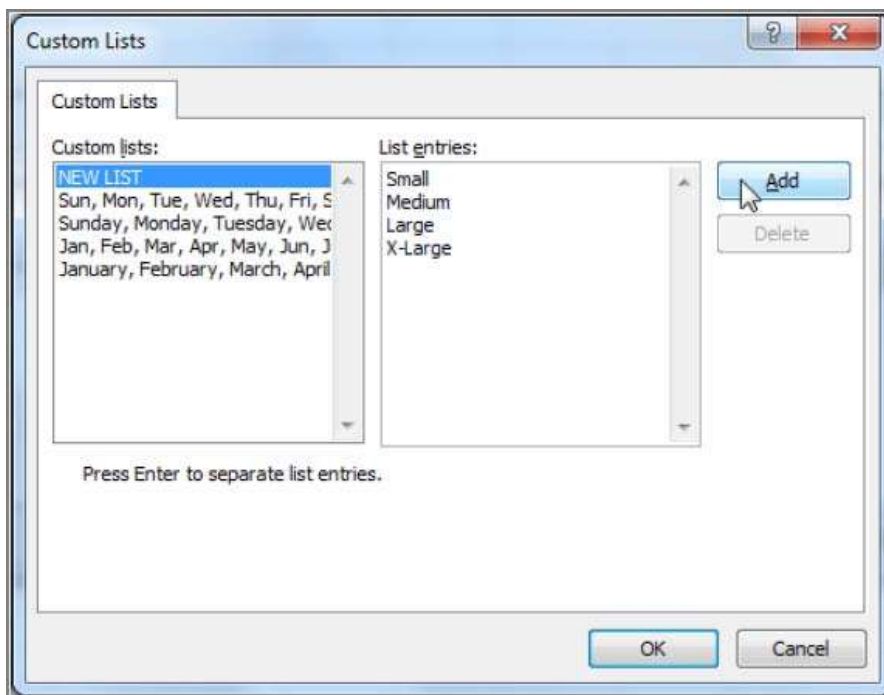 Custom Lists
Custom Lists
Custom lists:
NEW LIST
Sun, Mon, Tue, Wed, Thu, Fri, S
Sunday, Monday, Tuesday, Wed
Jan, Feb, Mar, Apr, May, Jun, J
January, February, March, April
List entries:
Small
Medium
Large
X-Large
Add
Delete
Press Enter to separate list entries.
OK
Cancel